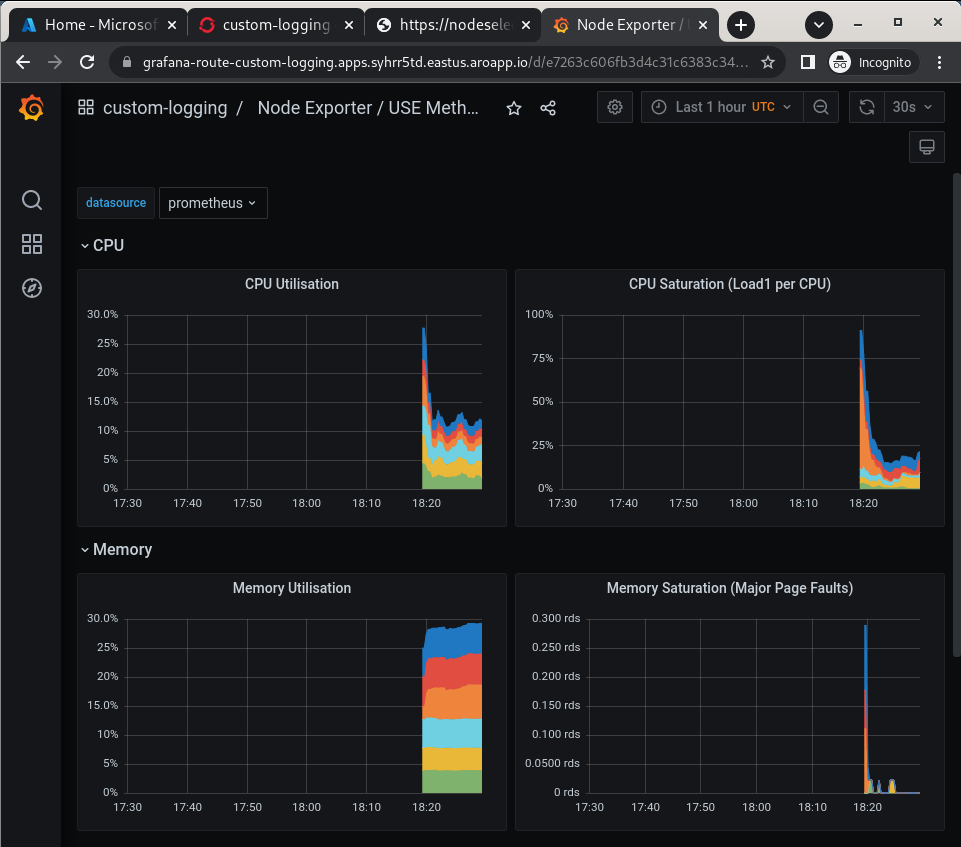 Home - Microsof
custom-logging
https://nodesele
Node Exporter /
grafana-route-custom-logging.apps.syhrr5td.eastus.aroapp.io/d/e7263c606fb3d4c31c6383c34...
Incognito
custom-logging / Node Exporter / USE Meth...
Last 1 hour UTC
30s
datasource
prometheus
CPU
CPU Utilisation
30.0%
25%
20%
15.0%
10%
5%
0%
17:30 17:40 17:50 18:00 18:10 18:20
CPU Saturation (Load1 per CPU)
100%
75%
50%
25%
0%
17:30 17:40 17:50 18:00 18:10 18:20
Memory
Memory Utilisation
30.0%
25%
20%
15.0%
10%
5%
0%
17:30 17:40 17:50 18:00 18:10 18:20
Memory Saturation (Major Page Faults)
0.300 rds
0.250 rds
0.200 rds
0.150 rds
0.100 rds
0.0500 rds
0 rds
17:30 17:40 17:50 18:00 18:10 18:20